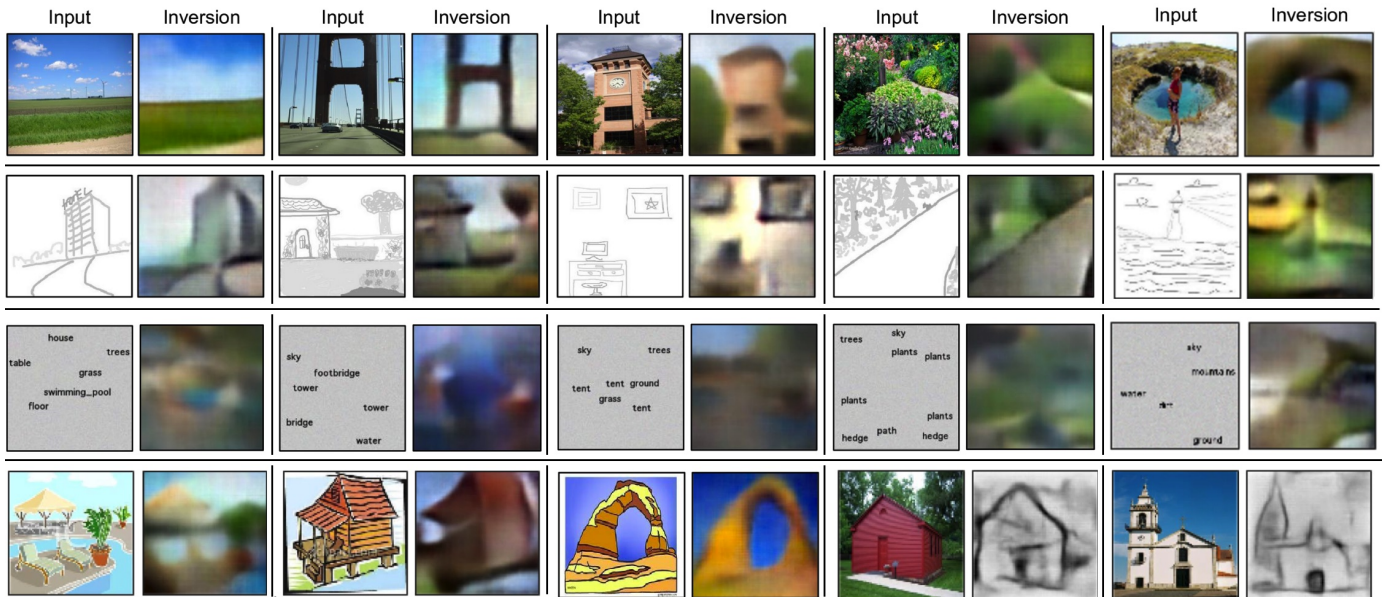 Input Inversion Input Inversion Input Inversion Input Inversion Input Inversion
HOTEL
house
trees
table
grass
swimming_pool
floor
sky
footbridge
tower
tower
bridge
water
sky
trees
tent
tent ground
grass
tent
sky
trees
plants
plants
plants
plants
path
hedge
hedge
sky
mountains
water
ground